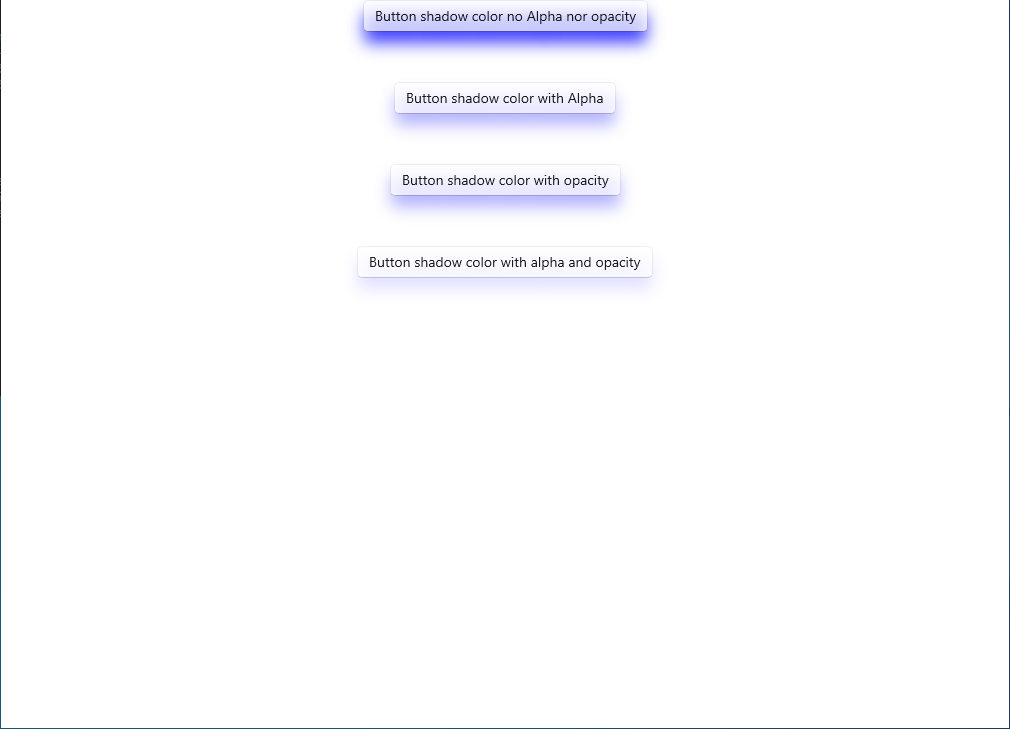 Button shadow color no Alpha nor opacity
Button shadow color with Alpha
Button shadow color with opacity
Button shadow color with alpha and opacity